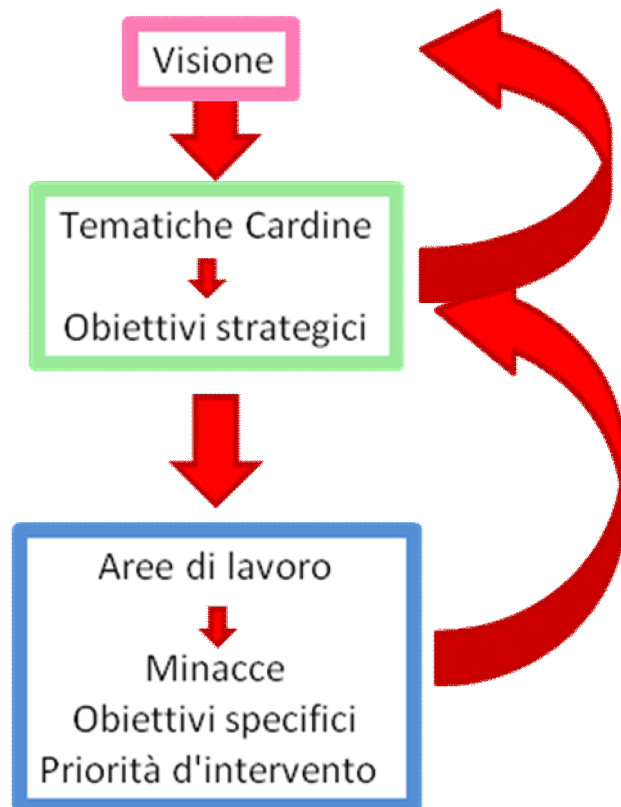 Visione
Tematiche Cardine
Obiettivi strategici
Aree di lavoro
Minacce
Obiettivi specifici
Priorità d'intervento